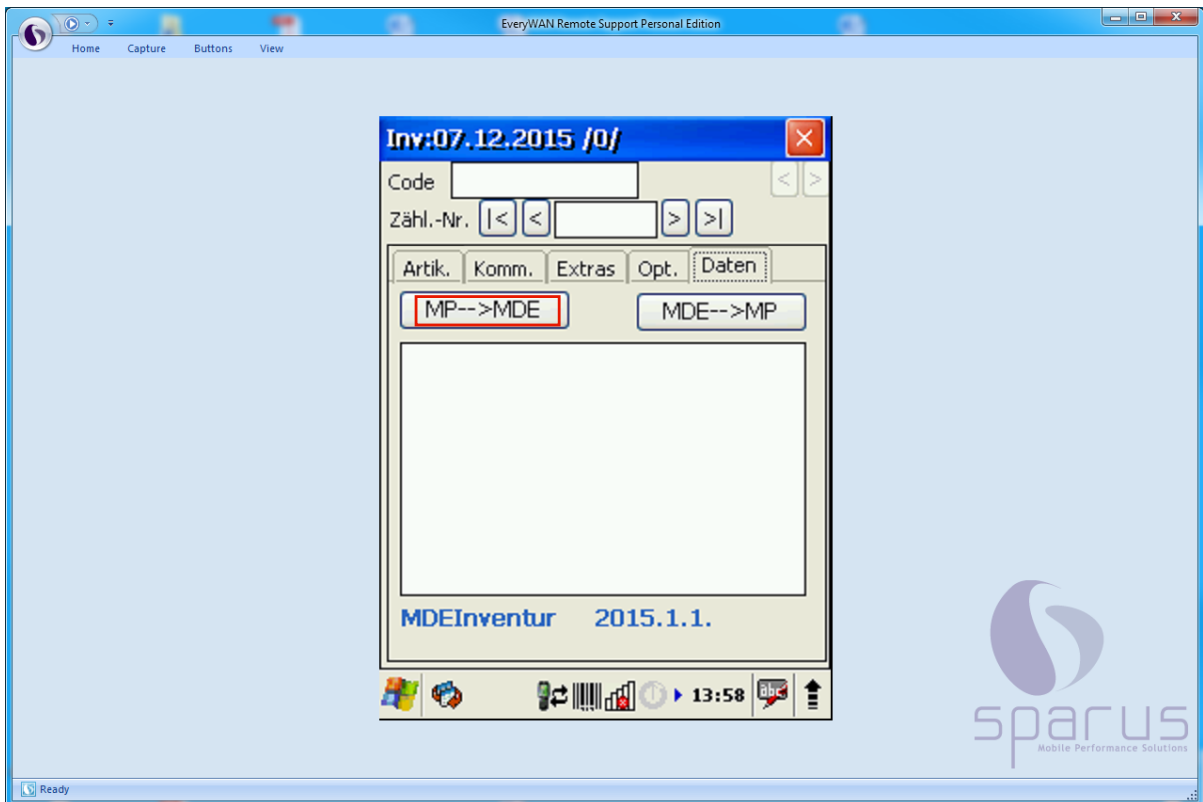 EveryWAN Remote Support Personal Edition
Home Capture Buttons View
Inv:07.12.2015 /0/
Code < >
Zähl.-Nr. |< < > >|
Artik. Komm. Extras Opt. Daten
MP-->MDE MDE-->MP
MDEInventur 2015.1.1.
13:58 abc
sparus
Mobile Performance Solutions
Ready